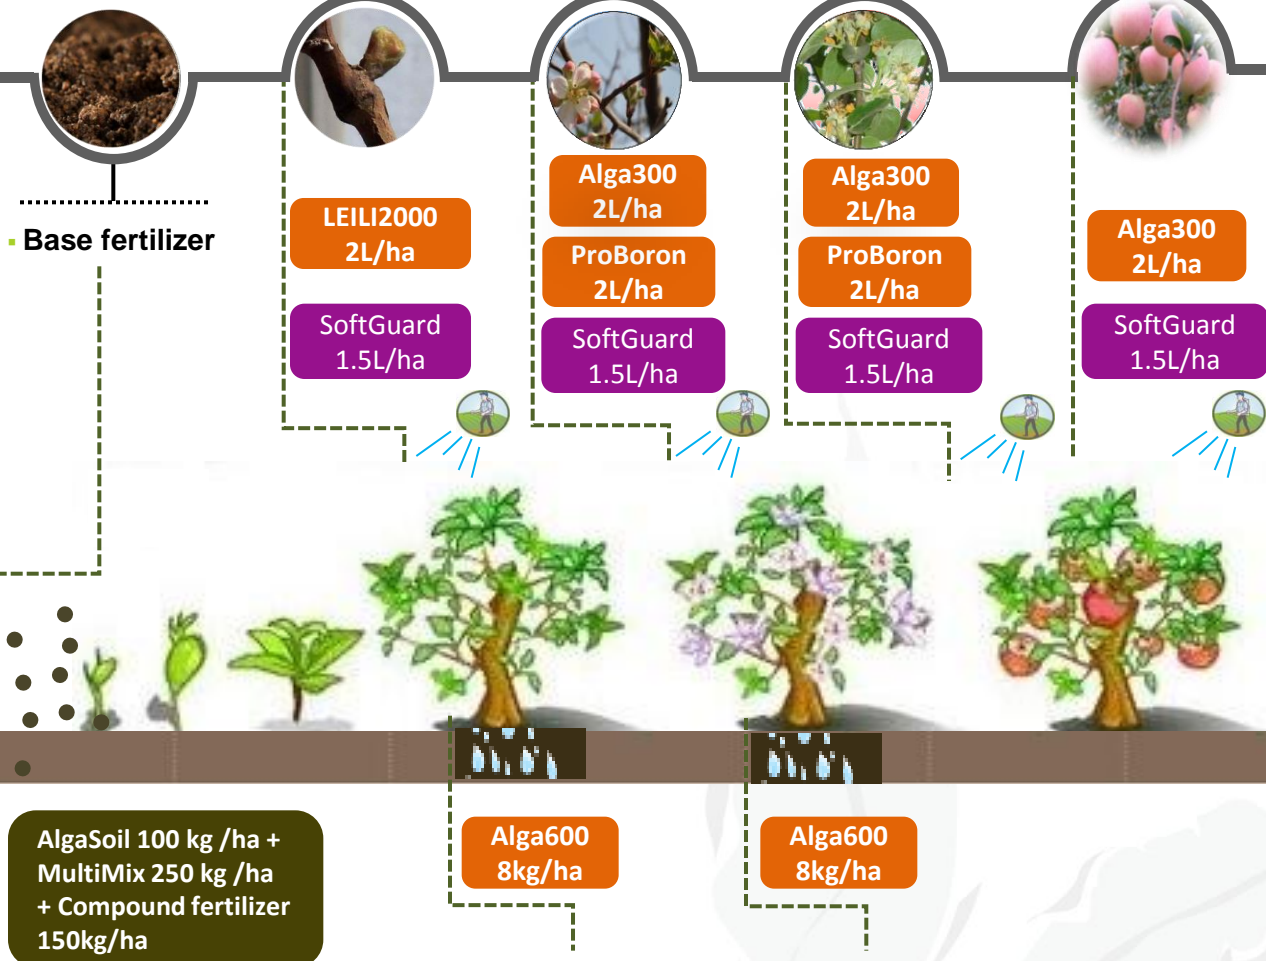 Base fertilizer
LEILI2000
2L/ha
SoftGuard
1.5L/ha
Alga300
2L/ha
ProBoron
2L/ha
SoftGuard
1.5L/ha
Alga300
2L/ha
ProBoron
2L/ha
SoftGuard
1.5L/ha
Alga300
2L/ha
SoftGuard
1.5L/ha
AlgaSoil 100 kg /ha +
MultiMix 250 kg /ha
+ Compound fertilizer
150kg/ha
Alga600
8kg/ha
Alga600
8kg/ha